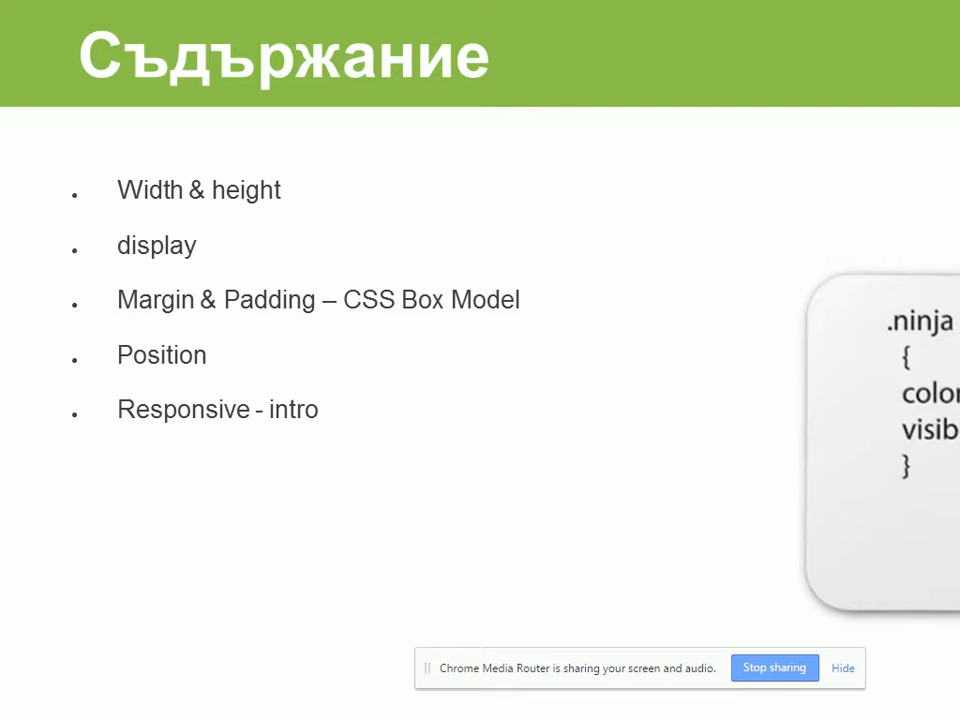 Съдържание
Width & height
display
Margin & Padding – CSS Box Model
Position
Responsive - intro
.ninja
{
color
visib
}
Chrome Media Router is sharing your screen and audio.
Stop sharing
Hide